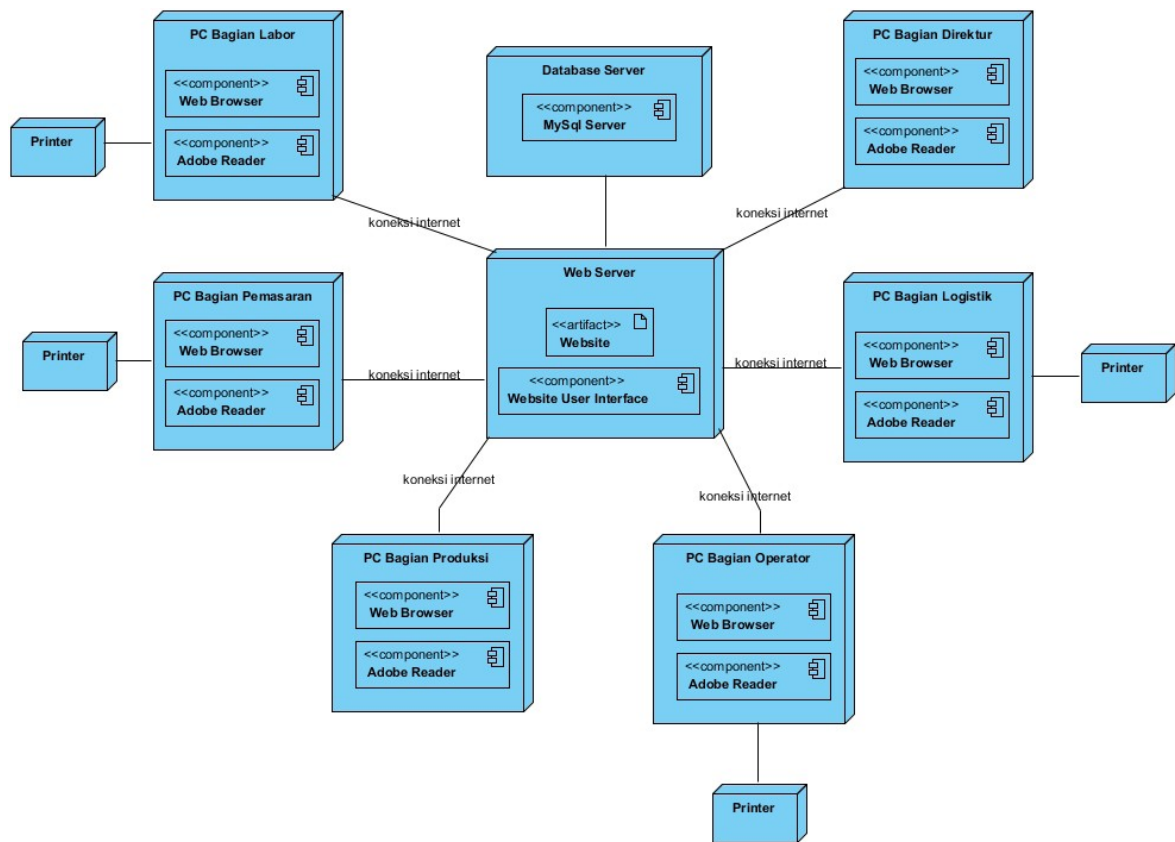 PC Bagian Labor
<<component>>
Web Browser
<<component>>
Adobe Reader
Printer
Database Server
<<component>>
MySql Server
PC Bagian Direktur
<<component>>
Web Browser
<<component>>
Adobe Reader
koneksi internet
koneksi internet
PC Bagian Pemasaran
<<component>>
Web Browser
<<component>>
Adobe Reader
Printer
koneksi internet
Web Server
<<artifact>>
Website
<<component>>
Website User Interface
koneksi internet
PC Bagian Logistik
<<component>>
Web Browser
<<component>>
Adobe Reader
Printer
koneksi internet
koneksi internet
PC Bagian Produksi
<<component>>
Web Browser
<<component>>
Adobe Reader
PC Bagian Operator
<<component>>
Web Browser
<<component>>
Adobe Reader
Printer